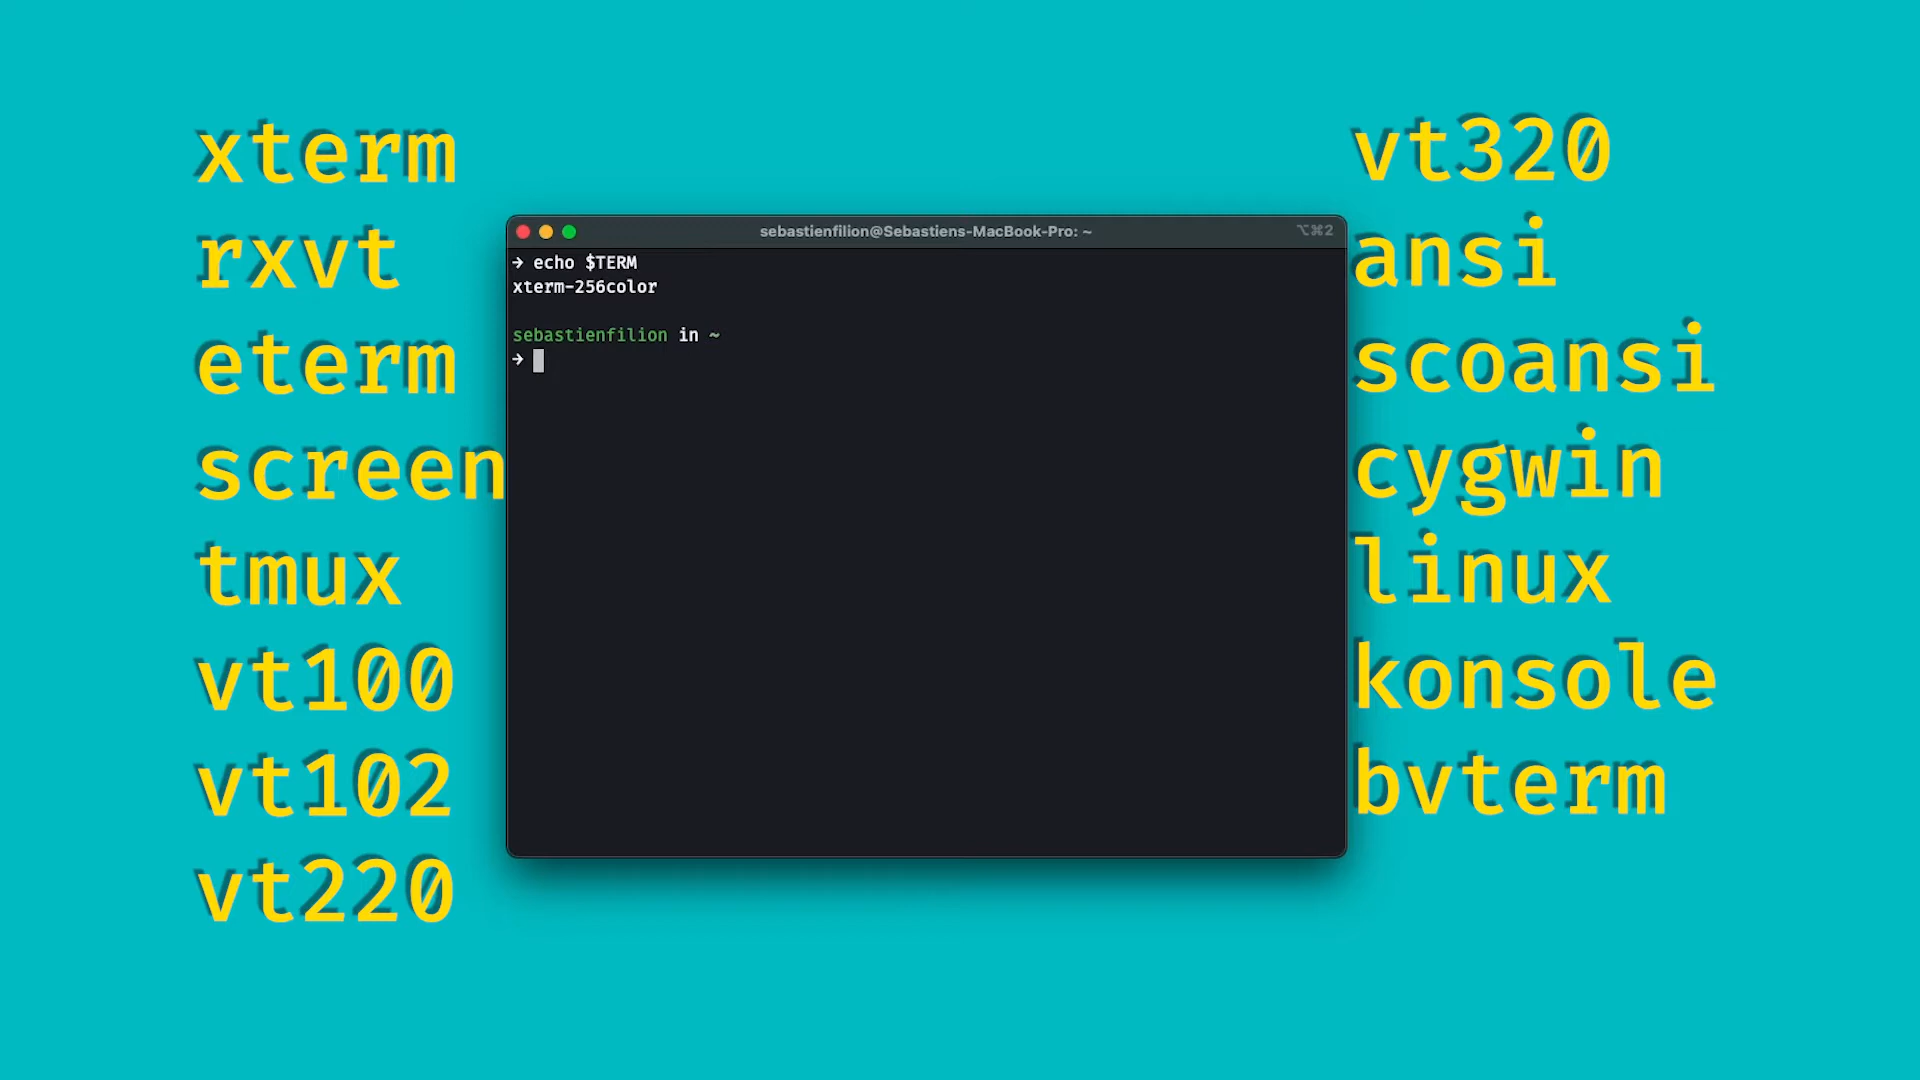 xterm
rxvt
eterm
screen
tmux
vt100
vt102
vt220
sebastienfilion@Sebastiens-MacBook-Pro: ~
⌥⌘2
→ echo $TERM
xterm-256color
sebastienfilion in ~
→
vt320
ansi
scoansi
cygwin
linux
konsole
bvterm